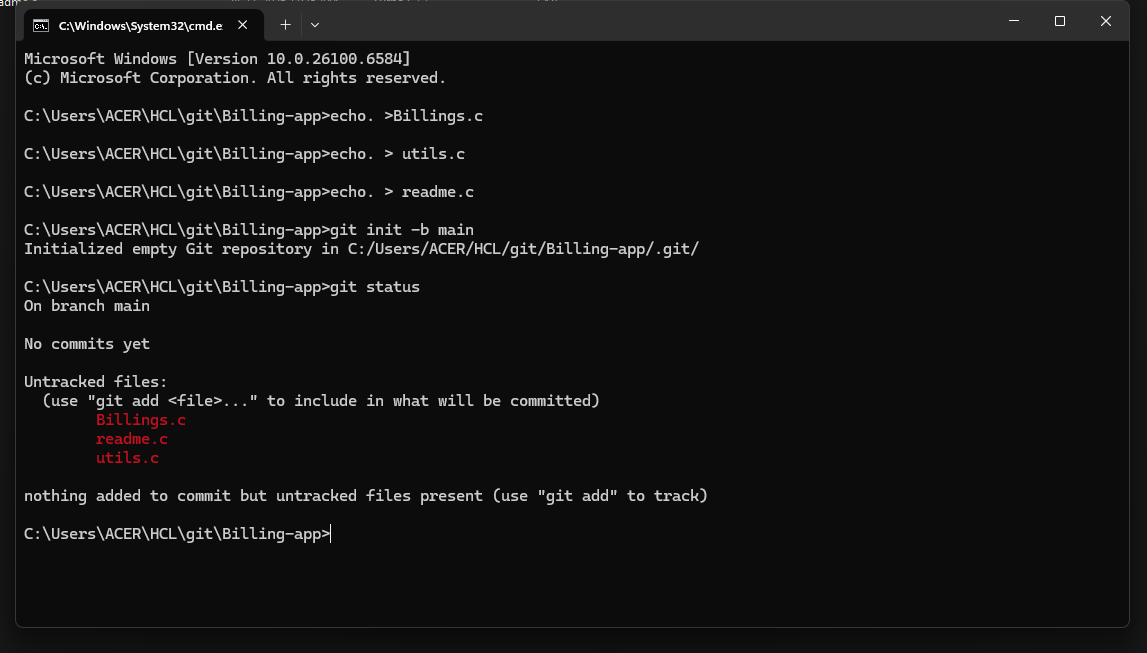 C:\Windows\System32\cmd.e
Microsoft Windows [Version 10.0.26100.6584]
(c) Microsoft Corporation. All rights reserved.
C:\Users\ACER\HCL\git\Billing-app>echo. >Billings.c
C:\Users\ACER\HCL\git\Billing-app>echo. > utils.c
C:\Users\ACER\HCL\git\Billing-app>echo. > readme.c
C:\Users\ACER\HCL\git\Billing-app>git init -b main
Initialized empty Git repository in C:/Users/ACER/HCL/git/Billing-app/.git/
C:\Users\ACER\HCL\git\Billing-app>git status
On branch main
No commits yet
Untracked files:
(use "git add <file>..." to include in what will be committed)
Billings.c
readme.c
utils.c
nothing added to commit but untracked files present (use "git add" to track)
C:\Users\ACER\HCL\git\Billing-app>